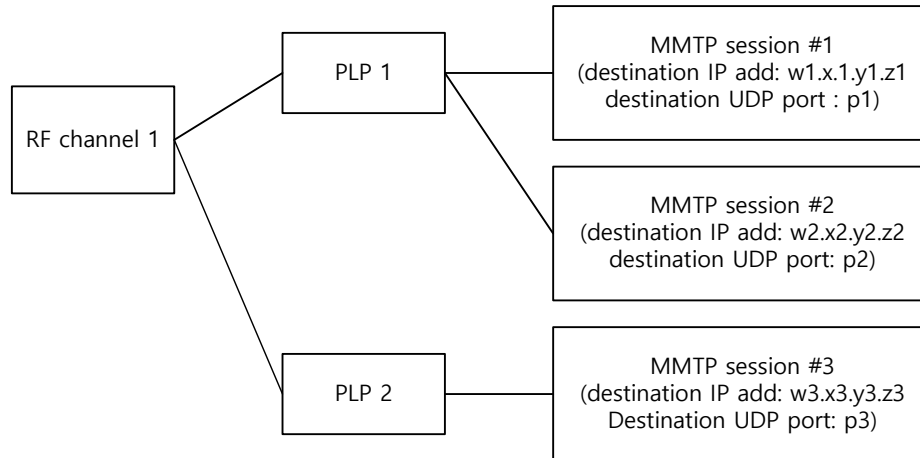 RF channel 1
PLP 1
PLP 2
MMTP session #1
(destination IP add: w1.x.1.y1.z1
destination UDP port : p1)
MMTP session #2
(destination IP add: w2.x2.y2.z2
destination UDP port: p2)
MMTP session #3
(destination IP add: w3.x3.y3.z3
Destination UDP port: p3)